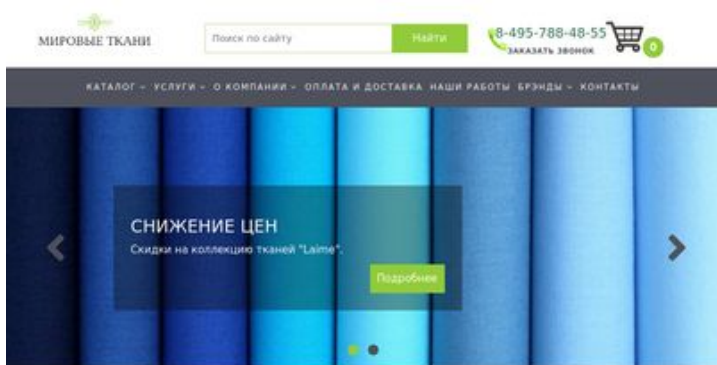 МИРОВЫЕ ТКАНИ
Поиск по сайту
Найти
8-495-788-48-55
ЗАКАЗАТЬ ЗВОНОК
0
КАТАЛОГ УСЛУГИ О КОМПАНИИ ОПЛАТА И ДОСТАВКА НАШИ РАБОТЫ БРЭНДЫ КОНТАКТЫ
СНИЖЕНИЕ ЦЕН
Скидки на коллекцию тканей "Laime".
Подробнее